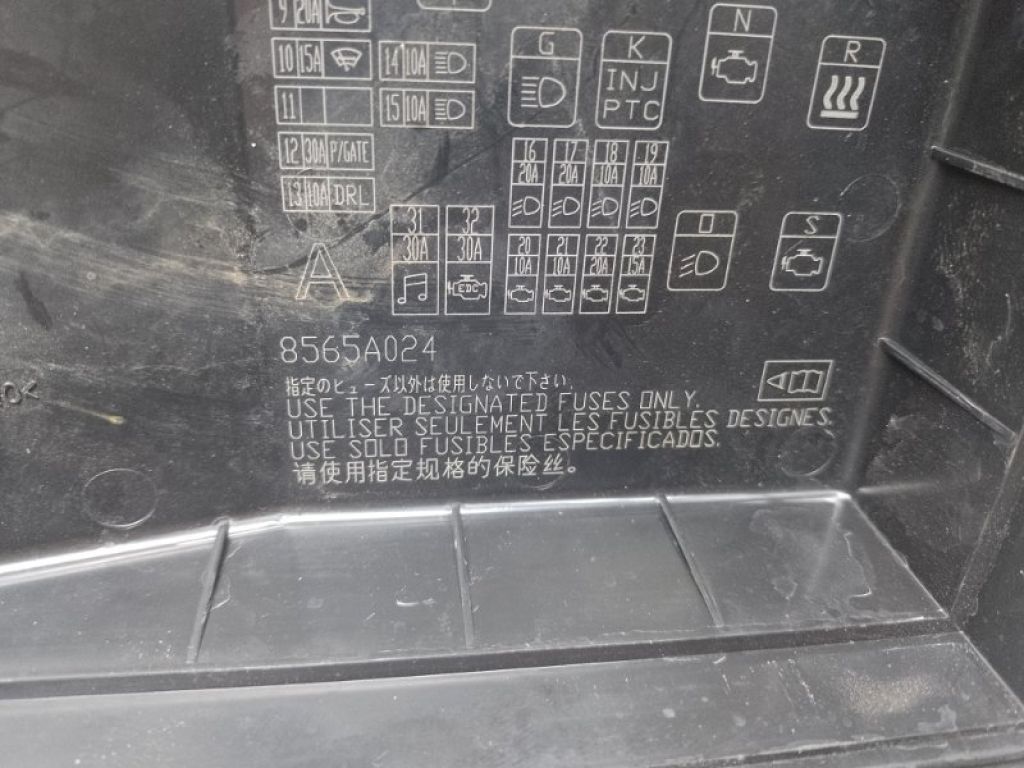 9 20A
10 15A
14 10A
11
15 10A
12 30A P/GATE
13 10A DRL
G
K
INJ
PTC
N
R
16 17 18 19
20A 20A 10A 10A
31 32
30A 30A
EDC
20 21 22 23
10A 10A 20A 15A
O
S
A
8565A024
指定のヒューズ以外は使用しないで下さい.
USE THE DESIGNATED FUSES ONLY.
UTILISER SEULEMENT LES FUSIBLES DESIGNES.
USE SOLO FUSIBLES ESPECIFICADOS.
请使用指定规格的保险丝。